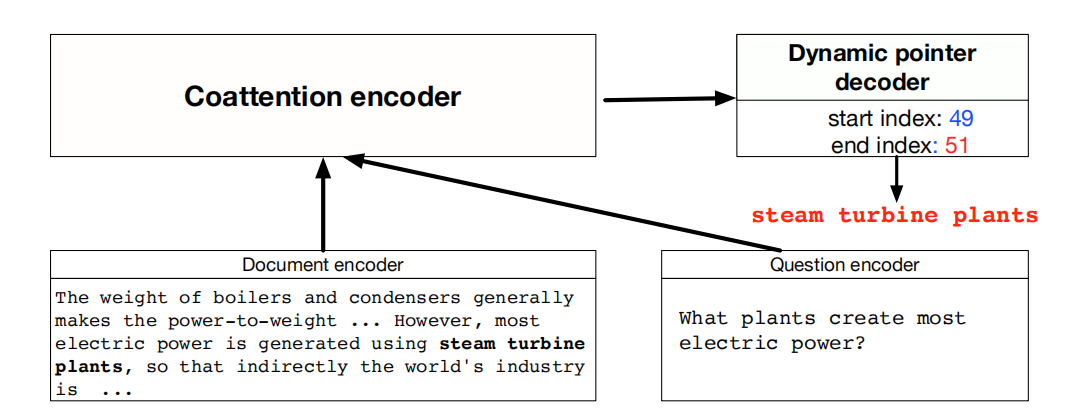 Coattention encoder
Dynamic pointer
decoder
start index: 49
end index: 51
steam turbine plants
Document encoder
The weight of boilers and condensers generally
makes the power-to-weight ... However, most
electric power is generated using steam turbine
plants, so that indirectly the world's industry
is ...
Question encoder
What plants create most
electric power?